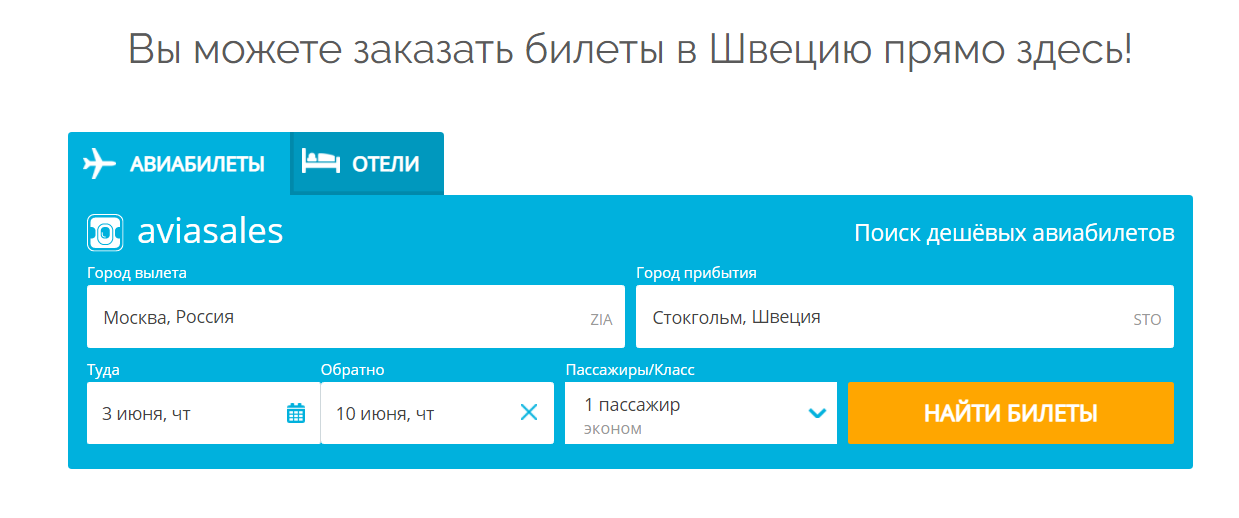 Вы можете заказать билеты в Швецию прямо здесь!
АВИАБИЛЕТЫ
ОТЕЛИ
aviasales
Поиск дешёвых авиабилетов
Город вылета
Город прибытия
Москва, Россия ZIA
Стокгольм, Швеция STO
Туда
Обратно
Пассажиры/Класс
3 июня, чт
10 июня, чт
1 пассажир
эконом
НАЙТИ БИЛЕТЫ